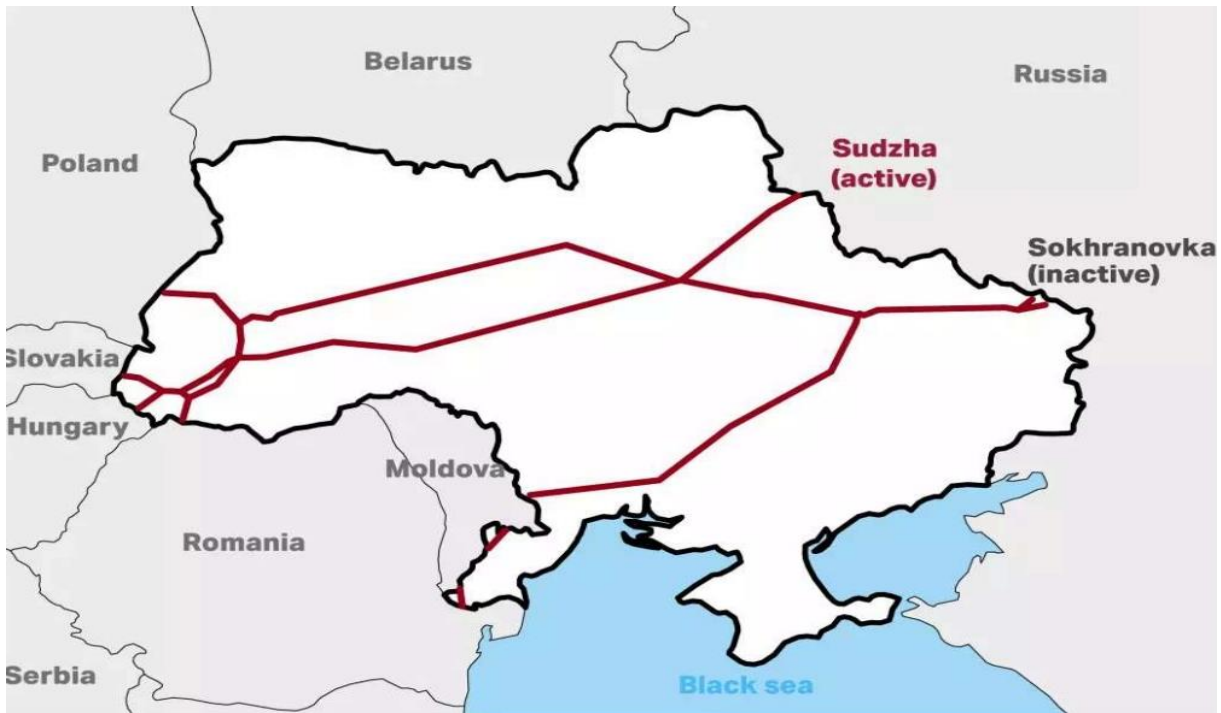 Belarus
Russia
Poland
Sudzha
(active)
Sokhranovka
(inactive)
Slovakia
Hungary
Moldova
Romania
Serbia
Black sea